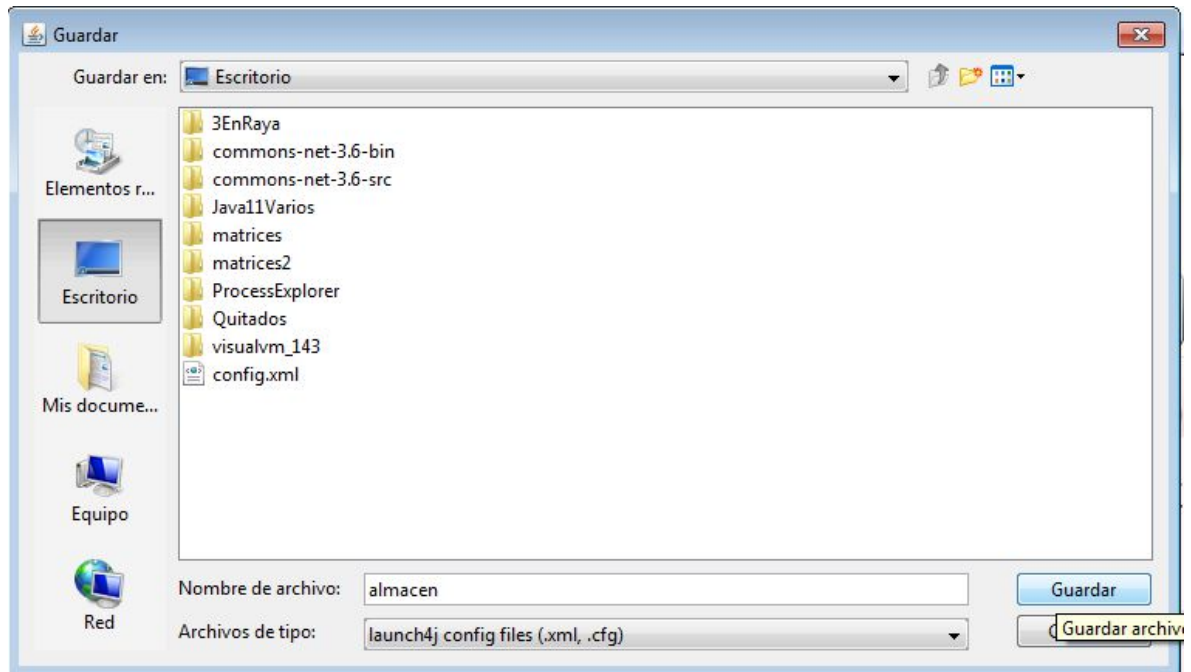 Guardar
Guardar en: Escritorio
3EnRaya
commons-net-3.6-bin
commons-net-3.6-src
Java11Varios
matrices
matrices2
ProcessExplorer
Quitados
visualvm_143
config.xml
Elementos r...
Escritorio
Mis docume...
Equipo
Red
Nombre de archivo: almacen Guardar
Archivos de tipo: launch4j config files (.xml, .cfg)
Guardar archiv